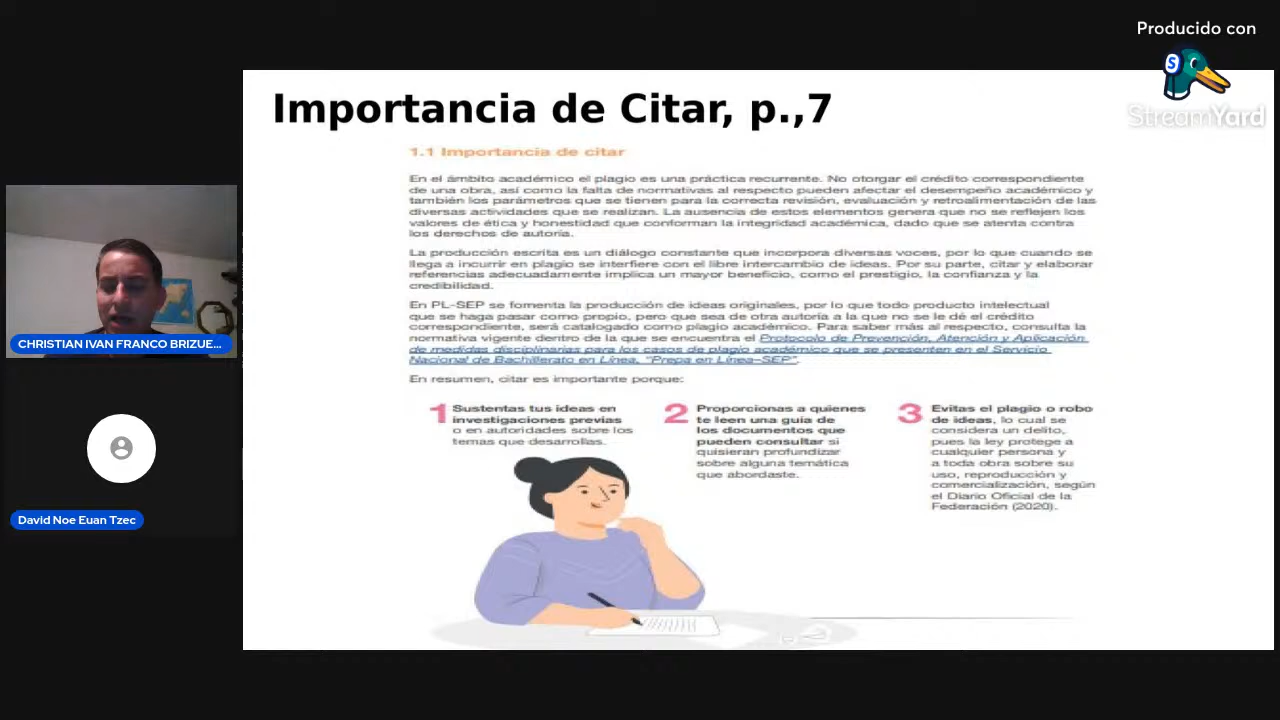 Producido con
StreamYard
Importancia de Citar, p.,7
1.1 Importancia de citar
En el ámbito académico el plagio es una práctica recurrente. No otorgar el crédito correspondiente
de una obra, así como la falta de normativas al respecto pueden afectar el desempeño académico y
también los parámetros que se tienen para la correcta revisión, evaluación y retroalimentación de las
diversas actividades que se realizan. La ausencia de estos elementos genera que no se reflejen los
valores de ética y honestidad que conforman la integridad académica, dado que se atenta contra
los derechos de autoría.
La producción escrita es un diálogo constante que incorpora diversas voces, por lo que cuando se
llega a incurrir en plagio se interfiere con el libre intercambio de ideas. Por su parte, citar y elaborar
referencias adecuadamente implica un mayor beneficio, como el prestigio, la confianza y la
credibilidad.
En PL-SEP se fomenta la producción de ideas originales, por lo que todo producto intelectual
que se haga pasar como propio, pero que sea de otra autoría a la que no se le dé el crédito
correspondiente, será catalogado como plagio académico. Para saber más al respecto, consulta la
normativa vigente dentro de la que se encuentra el Protocolo de Prevención, Atención y Aplicación
de medidas disciplinarias para los casos de plagio académico que se presenten en el Servicio
Nacional de Bachillerato en Línea, "Prepa en Línea-SEP".
En resumen, citar es importante porque:
1 Sustentas tus ideas en
investigaciones previas
o en autoridades sobre los
temas que desarrollas.
2 Proporcionas a quienes
te leen una guía de
los documentos que
pueden consultar si
quisieran profundizar
sobre alguna temática
que abordaste.
3 Evitas el plagio o robo
de ideas, lo cual se
considera un delito,
pues la ley protege a
cualquier persona y
a toda obra sobre su
uso, reproducción y
comercialización, según
el Diario Oficial de la
Federación (2020).
CHRISTIAN IVAN FRANCO BRIZUE...
David Noe Euan Tzec